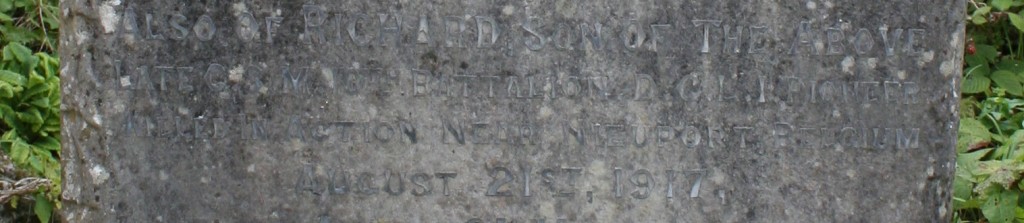 ALSO OF RICHARD, SON OF THE ABOVE
LATE C. S. M. BATTALION, D. C. L. I. PIONEER
KILLED IN ACTION NEAR NIEUPORT, BELGIUM
AUGUST 21ST, 1917,